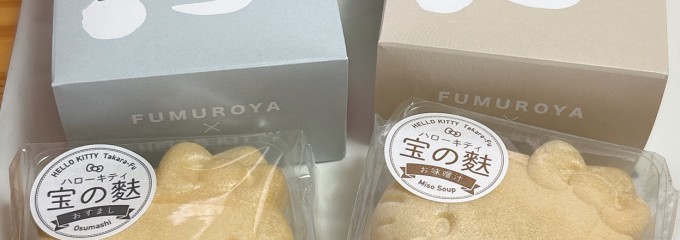 FUMUROYA
×
FUMUROYA
×
HELLO KITTY Takara-Fu
ハローキティ
宝の麩
おすまし
Osumashi
HELLO KITTY Takara-Fu
ハローキティ
宝の麩
お味噌汁
Miso Soup